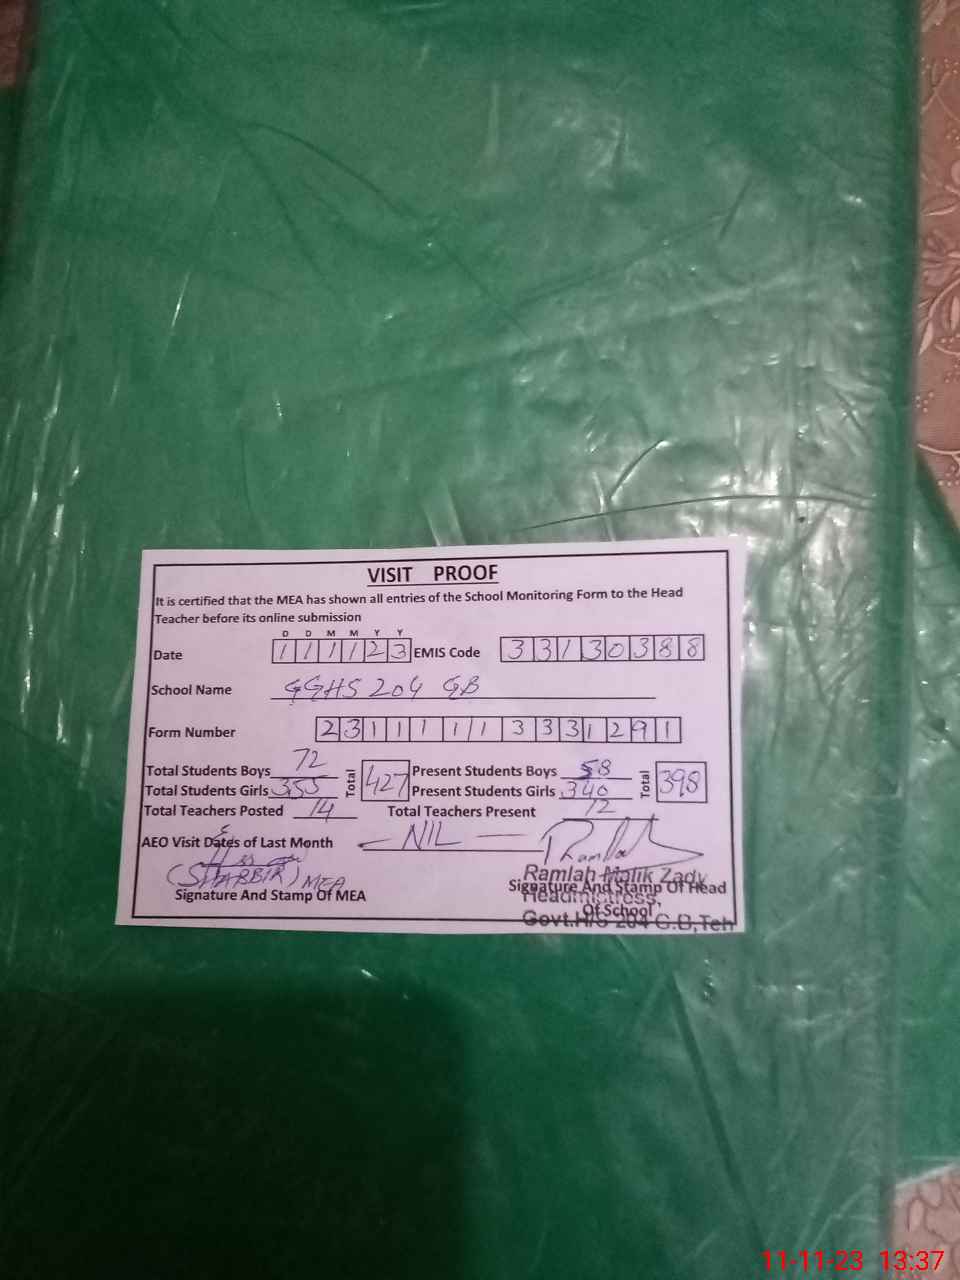 VISIT PROOF
It is certified that the MEA has shown all entries of the School Monitoring Form to the Head
Teacher before its online submission
D D M M Y Y
Date 1 1 1 1 2 3 EMIS Code 3 3 1 3 0 3 8 8
School Name GGHS 204 GB
Form Number 2 3 1 1 1 1 1 1 3 3 3 1 2 9 1
Total Students Boys 72 Total 427 Present Students Boys 58 Total 398
Total Students Girls 355 Present Students Girls 340
Total Teachers Posted 14 Total Teachers Present 12
AEO Visit Dates of Last Month - NIL -
(SHABBIR) MEA
Signature And Stamp Of MEA
Ramlah Malik Zady
Signature And Stamp Of Head
Headmistress,
Of School
Govt.H/S 204 G.B,Teh
11-11-23 13:37